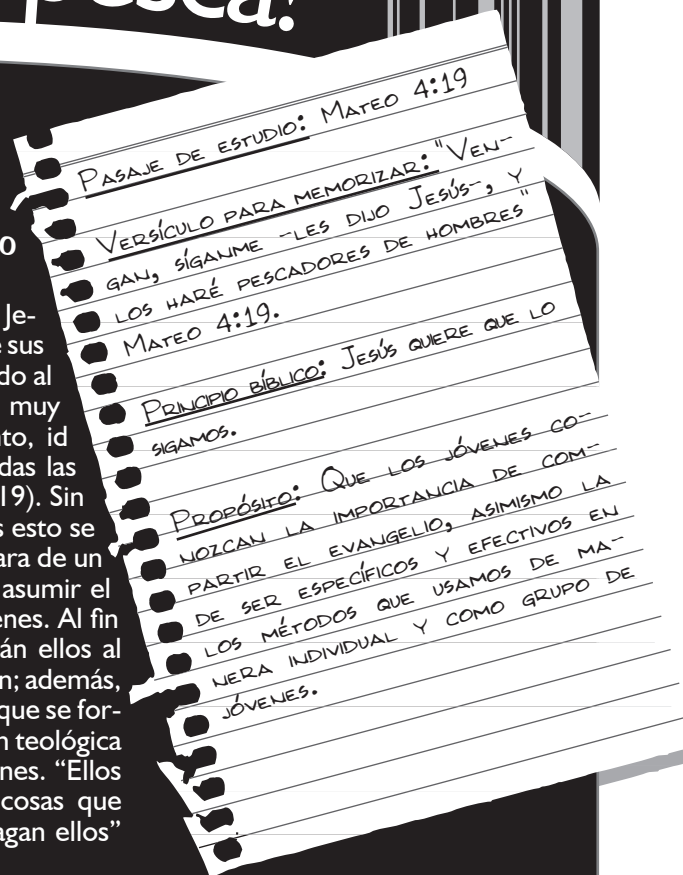 pesca!
Pasaje de estudio: Mateo 4:19
Versículo para memorizar: "Ven-
gan, síganme -les dijo Jesús-, y
los haré pescadores de hombres"
Mateo 4:19.
Principio bíblico: Jesús quiere que lo
sigamos.
Propósito: Que los jóvenes co-
nozcan la importancia de com-
partir el evangelio, asimismo la
de ser específicos y efectivos en
los métodos que usamos de ma-
nera individual y como grupo de
jóvenes.
o
Je-
e sus
do al
muy
nto, id
das las
19). Sin
s esto se
ara de un
asumir el
enes. Al fin
án ellos al
n; además,
que se for-
n teológica
nes. “Ellos
cosas que
agan ellos”